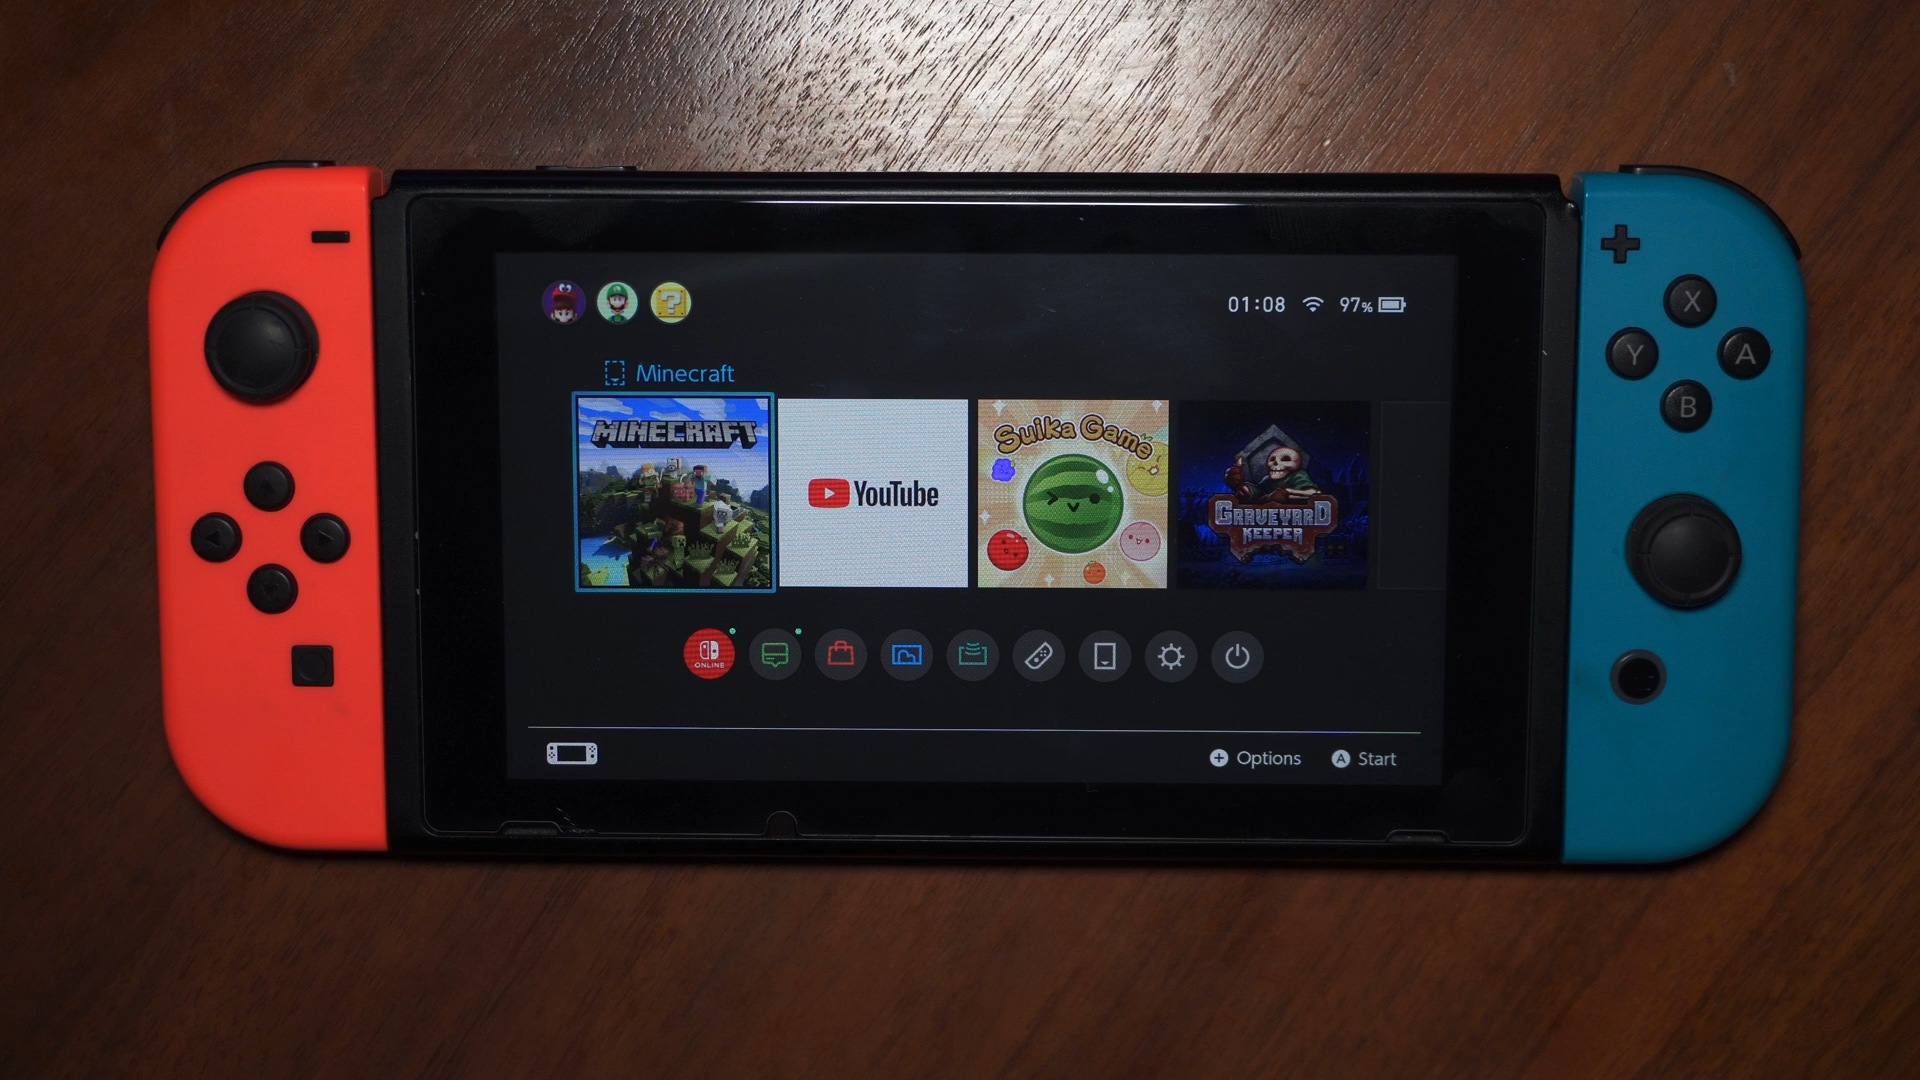 01:08 97%
Minecraft
MINECRAFT
YouTube
Suika Game
GRAVEYARD
KEEPER
ONLINE
Options
A Start
X
Y
A
B